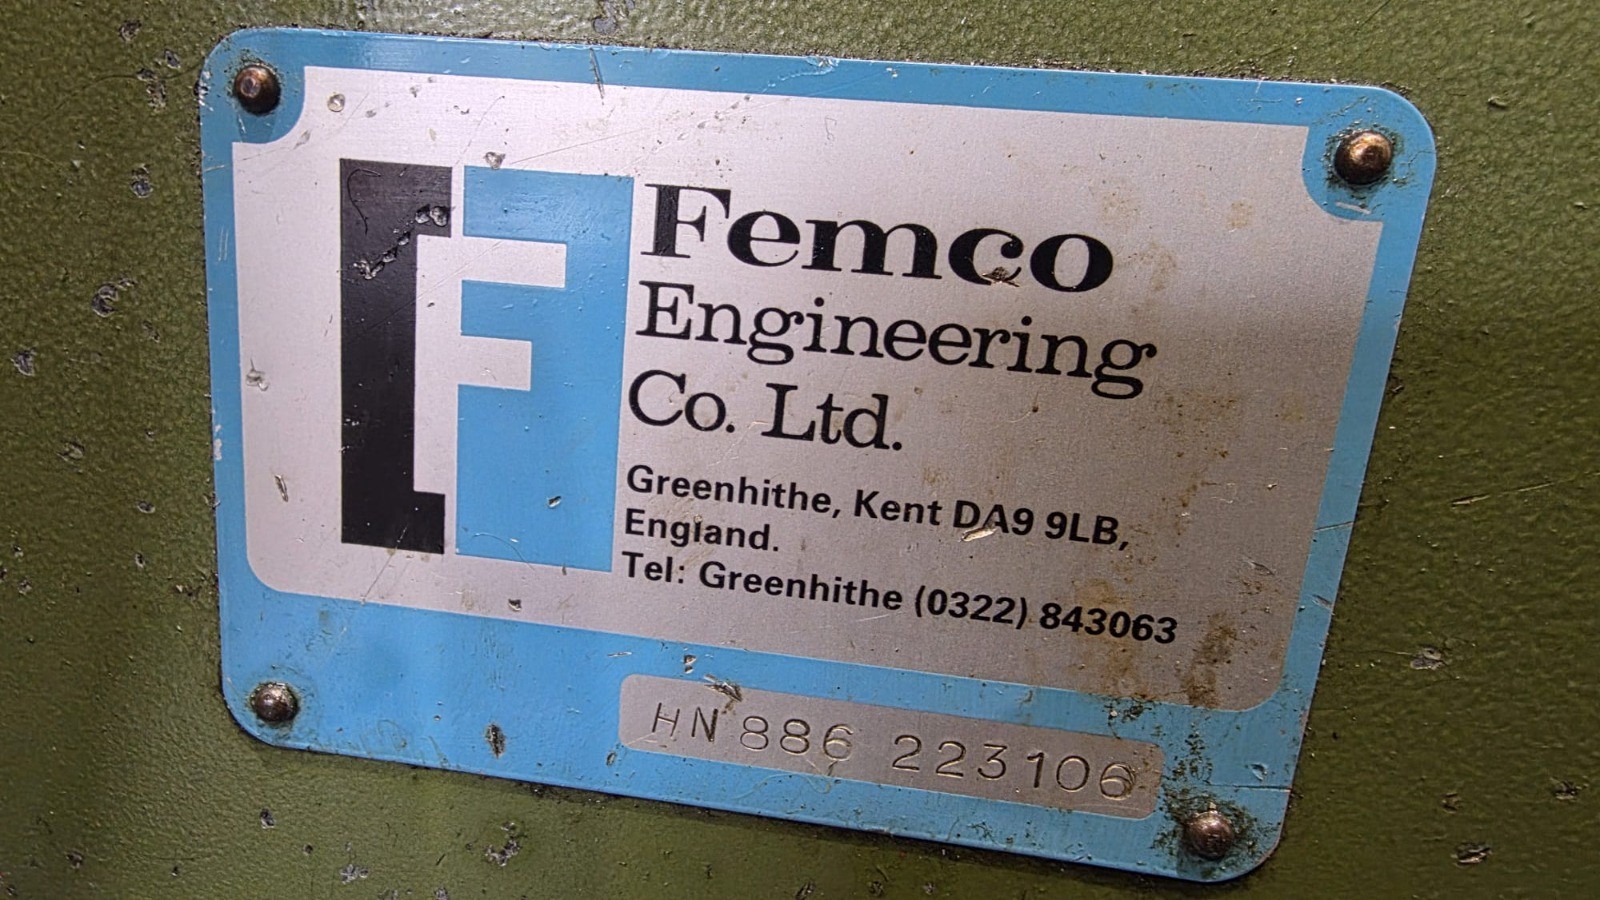 Femco
Engineering
Co. Ltd.
Greenhithe, Kent DA9 9LB,
England.
Tel: Greenhithe (0322) 843063
HN 886 223106